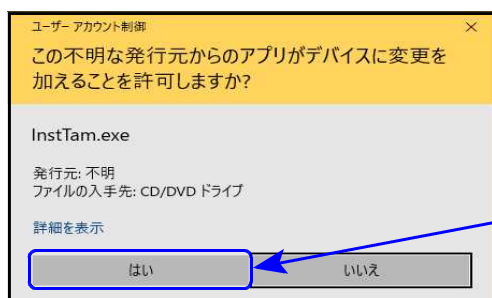 ユーザー アカウント制御
この不明な発行元からのアプリがデバイスに変更を
加えることを許可しますか?
InstTam.exe
発行元: 不明
ファイルの入手先: CD/DVD ドライブ
詳細を表示
はい
いいえ